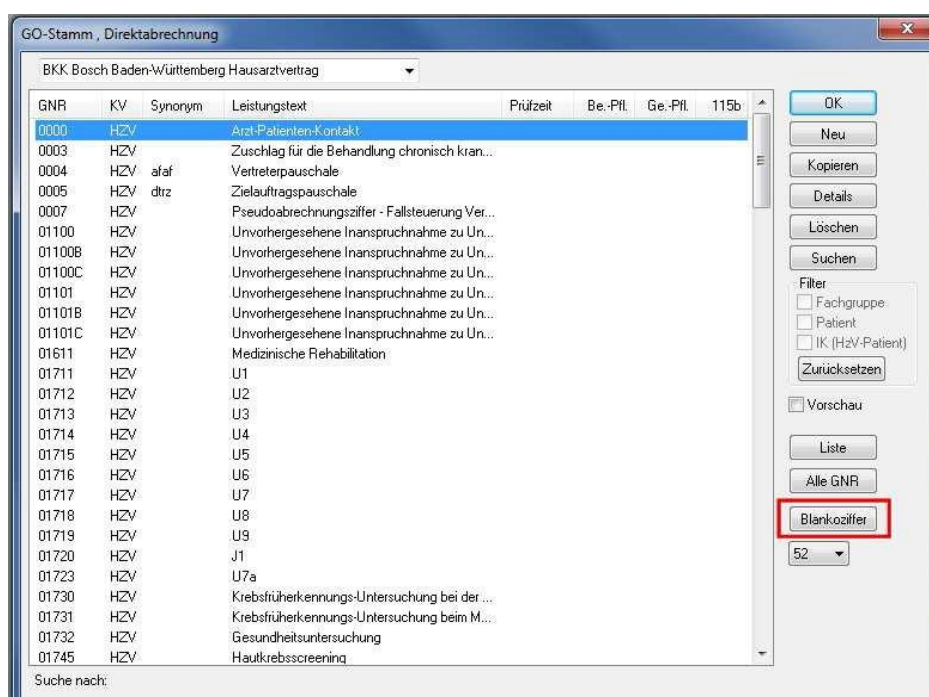 GO-Stamm , Direktabrechnung
BKK Bosch Baden-Württemberg Hausarztvertrag
GNR KV Synonym Leistungstext Prüfzeit Be.-Pfl. Ge.-Pfl. 115b
0000 HZV Arzt-Patienten-Kontakt
0003 HZV Zuschlag für die Behandlung chronisch kran...
0004 HZV afaf Vertreterpauschale
0005 HZV dtrz Zielauftragspauschale
0007 HZV Pseudoabrechnungsziffer - Fallsteuerung Ver...
01100 HZV Unvorhergesehene Inanspruchnahme zu Un...
01100B HZV Unvorhergesehene Inanspruchnahme zu Un...
01100C HZV Unvorhergesehene Inanspruchnahme zu Un...
01101 HZV Unvorhergesehene Inanspruchnahme zu Un...
01101B HZV Unvorhergesehene Inanspruchnahme zu Un...
01101C HZV Unvorhergesehene Inanspruchnahme zu Un...
01611 HZV Medizinische Rehabilitation
01711 HZV U1
01712 HZV U2
01713 HZV U3
01714 HZV U4
01715 HZV U5
01716 HZV U6
01717 HZV U7
01718 HZV U8
01719 HZV U9
01720 HZV J1
01723 HZV U7a
01730 HZV Krebsfrüherkennungs-Untersuchung bei der ...
01731 HZV Krebsfrüherkennungs-Untersuchung beim M...
01732 HZV Gesundheitsuntersuchung
01745 HZV Hautkrebsscreening
Suche nach:
OK
Neu
Kopieren
Details
Löschen
Suchen
Filter
Fachgruppe
Patient
IK (HzV-Patient)
Zurücksetzen
Vorschau
Liste
Alle GNR
Blankoziffer
52